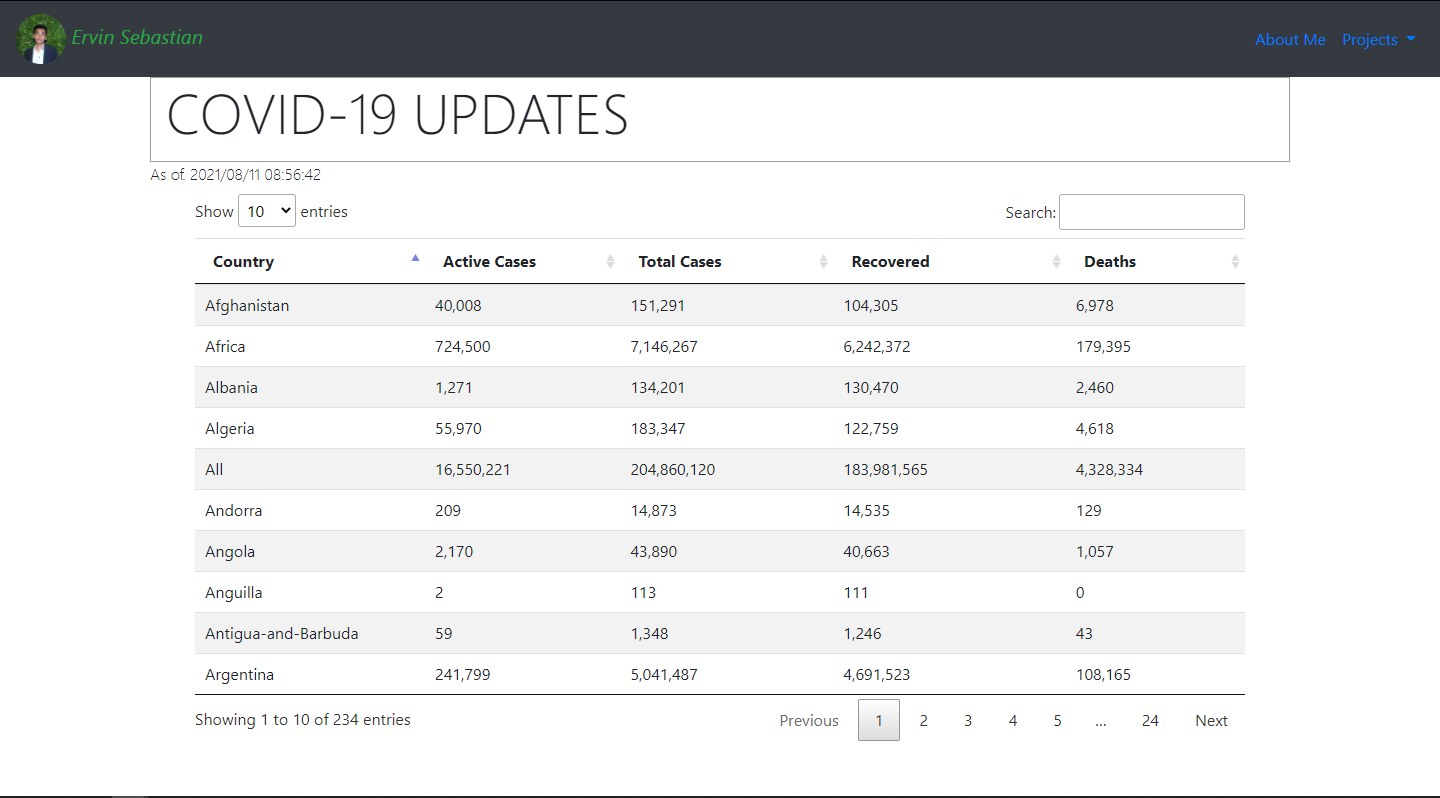 Ervin Sebastian
About Me Projects
COVID-19 UPDATES
As of: 2021/08/11 08:56:42
Show 10 entries Search:
Country Active Cases Total Cases Recovered Deaths
Afghanistan 40,008 151,291 104,305 6,978
Africa 724,500 7,146,267 6,242,372 179,395
Albania 1,271 134,201 130,470 2,460
Algeria 55,970 183,347 122,759 4,618
All 16,550,221 204,860,120 183,981,565 4,328,334
Andorra 209 14,873 14,535 129
Angola 2,170 43,890 40,663 1,057
Anguilla 2 113 111 0
Antigua-and-Barbuda 59 1,348 1,246 43
Argentina 241,799 5,041,487 4,691,523 108,165
Showing 1 to 10 of 234 entries Previous 1 2 3 4 5 … 24 Next